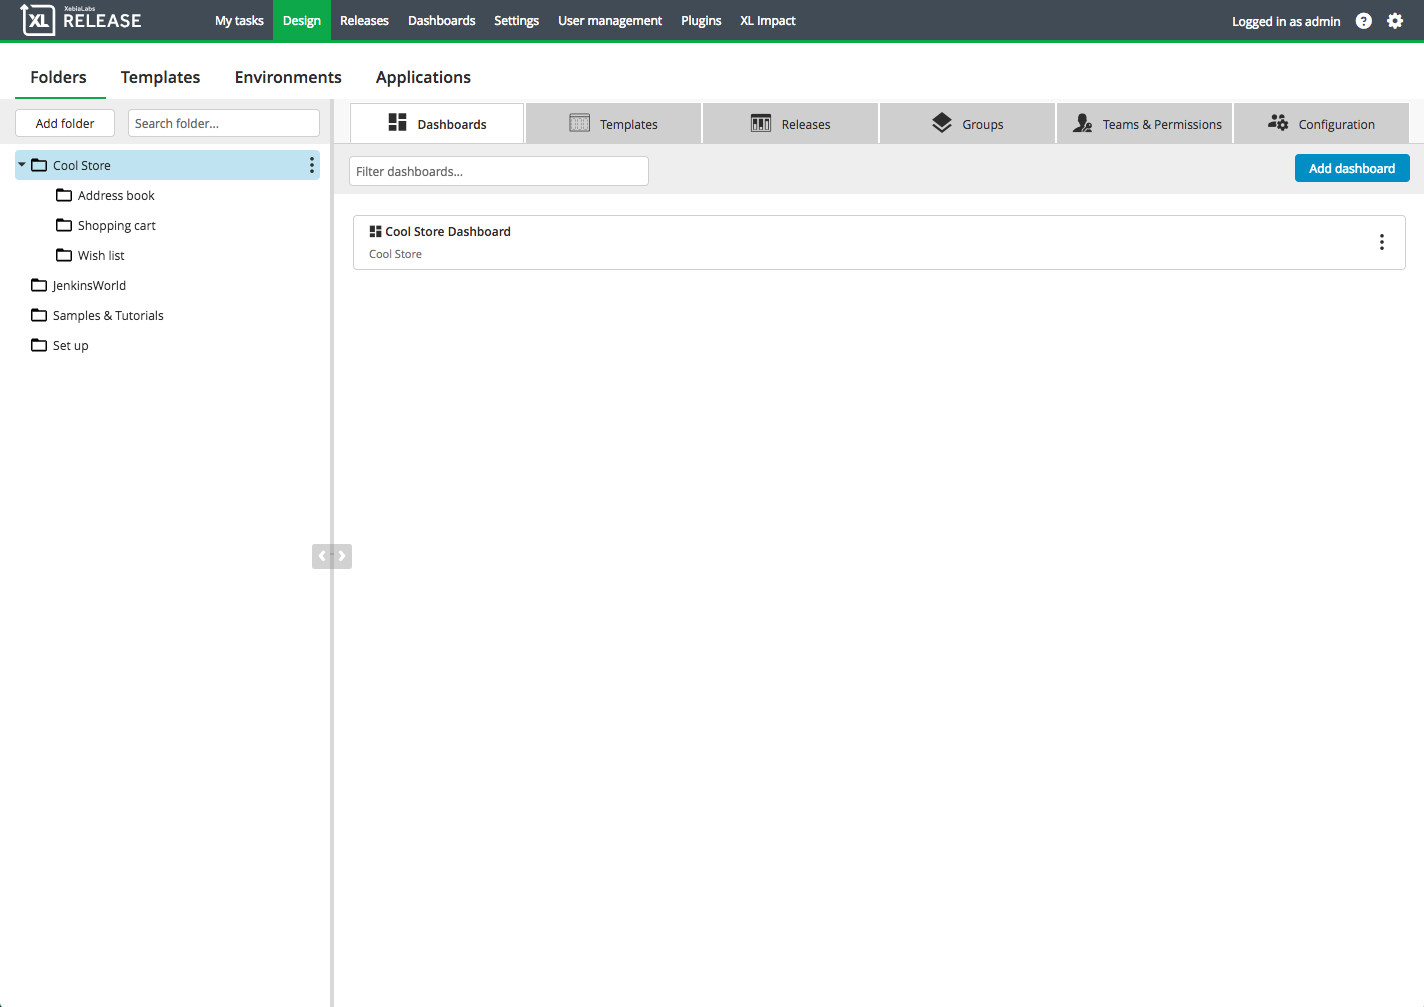 XL
XebiaLabs
RELEASE
My tasks
Design
Releases
Dashboards
Settings
User management
Plugins
XL Impact
Logged in as admin
?
Folders
Templates
Environments
Applications
Add folder
Search folder...
Dashboards
Templates
Releases
Groups
Teams & Permissions
Configuration
Filter dashboards...
Add dashboard
Cool Store
Address book
Shopping cart
Wish list
JenkinsWorld
Samples & Tutorials
Set up
Cool Store Dashboard
Cool Store